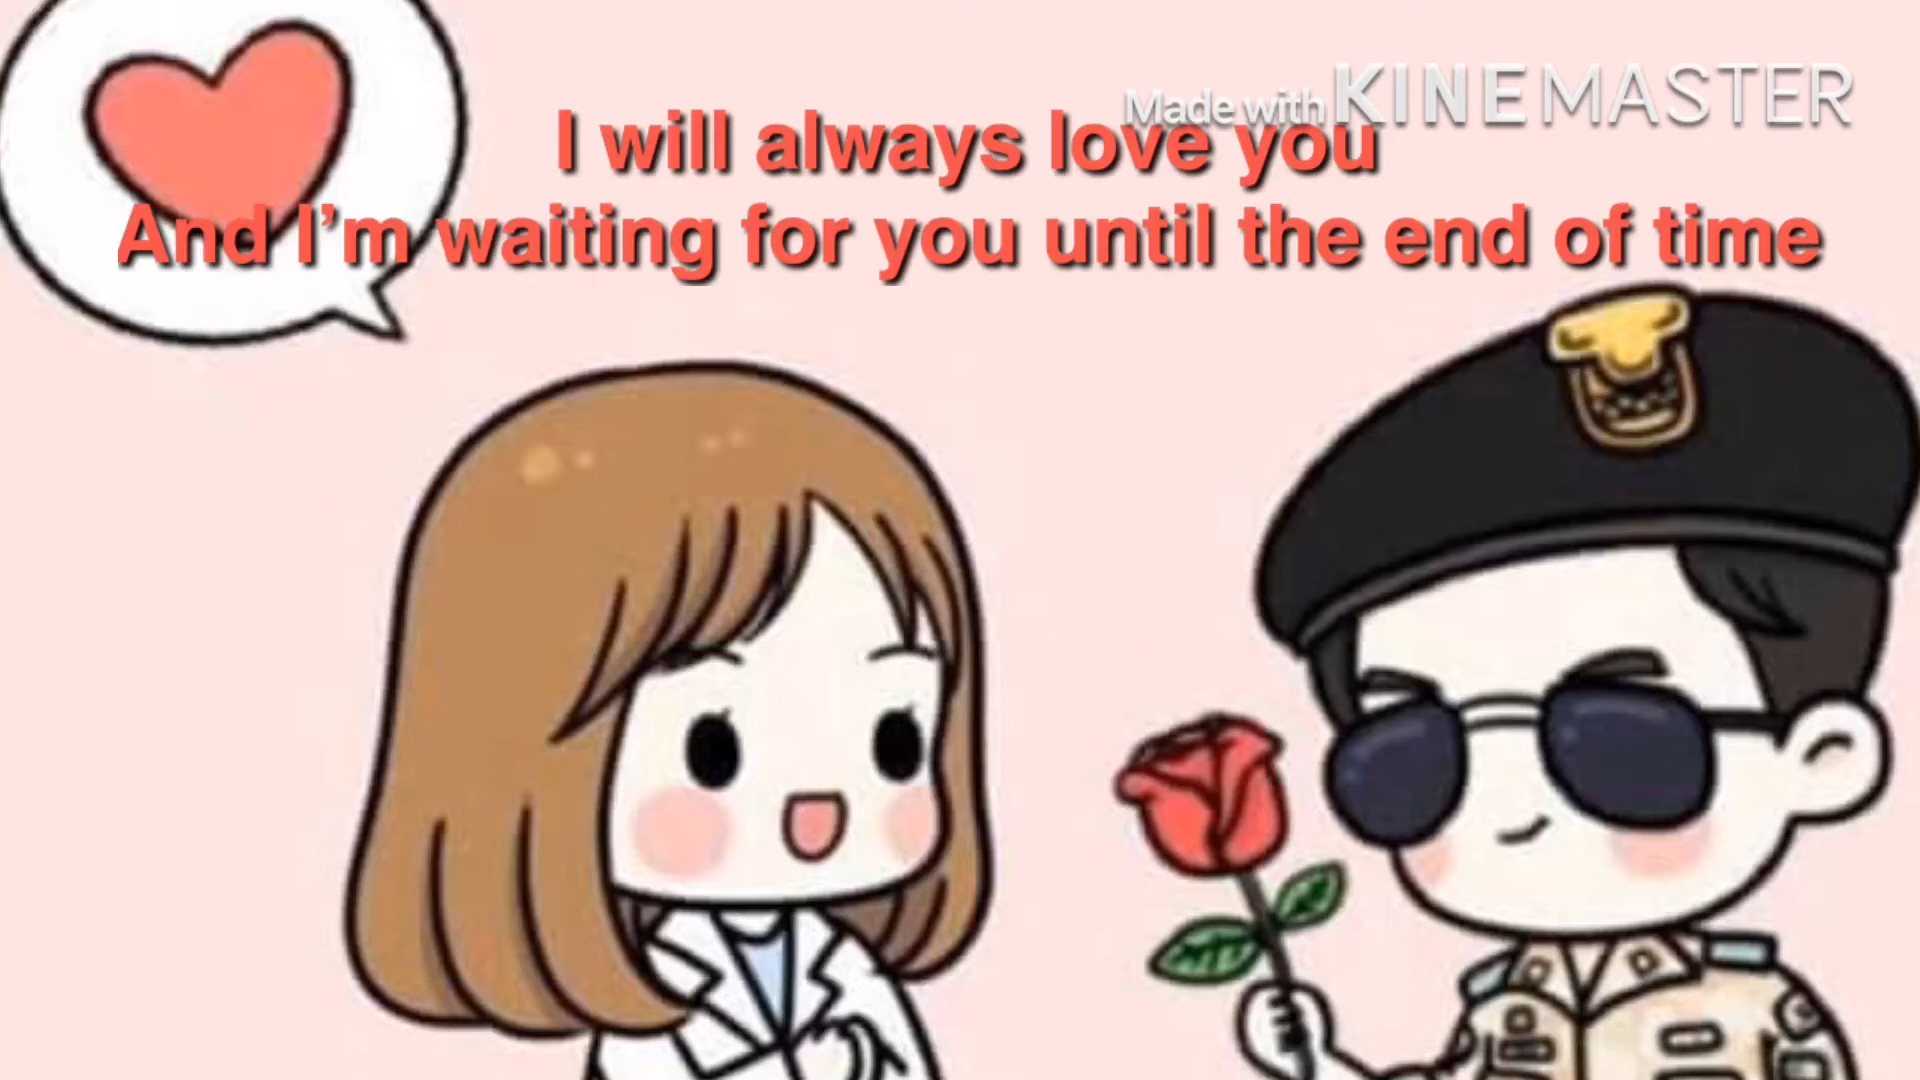 Made with KINEMASTER
I will always love you
And I’m waiting for you until the end of time